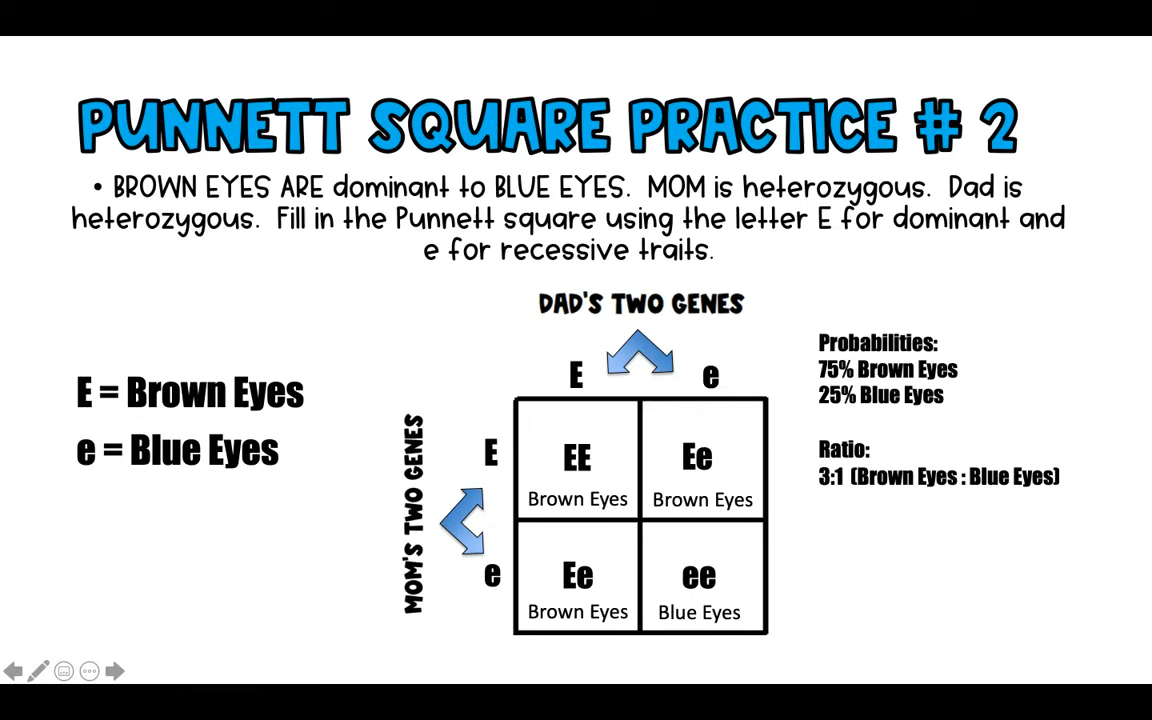 PUNNETT SQUARE PRACTICE # 2
• BROWN EYES ARE dominant to BLUE EYES. MOM is heterozygous. Dad is
heterozygous. Fill in the Punnett square using the letter E for dominant and
e for recessive traits.
DAD'S TWO GENES
E e
E = Brown Eyes
e = Blue Eyes
MOM'S TWO GENES
E
e
EE
Brown Eyes
Ee
Brown Eyes
Ee
Brown Eyes
ee
Blue Eyes
Probabilities:
75% Brown Eyes
25% Blue Eyes
Ratio:
3:1 (Brown Eyes : Blue Eyes)